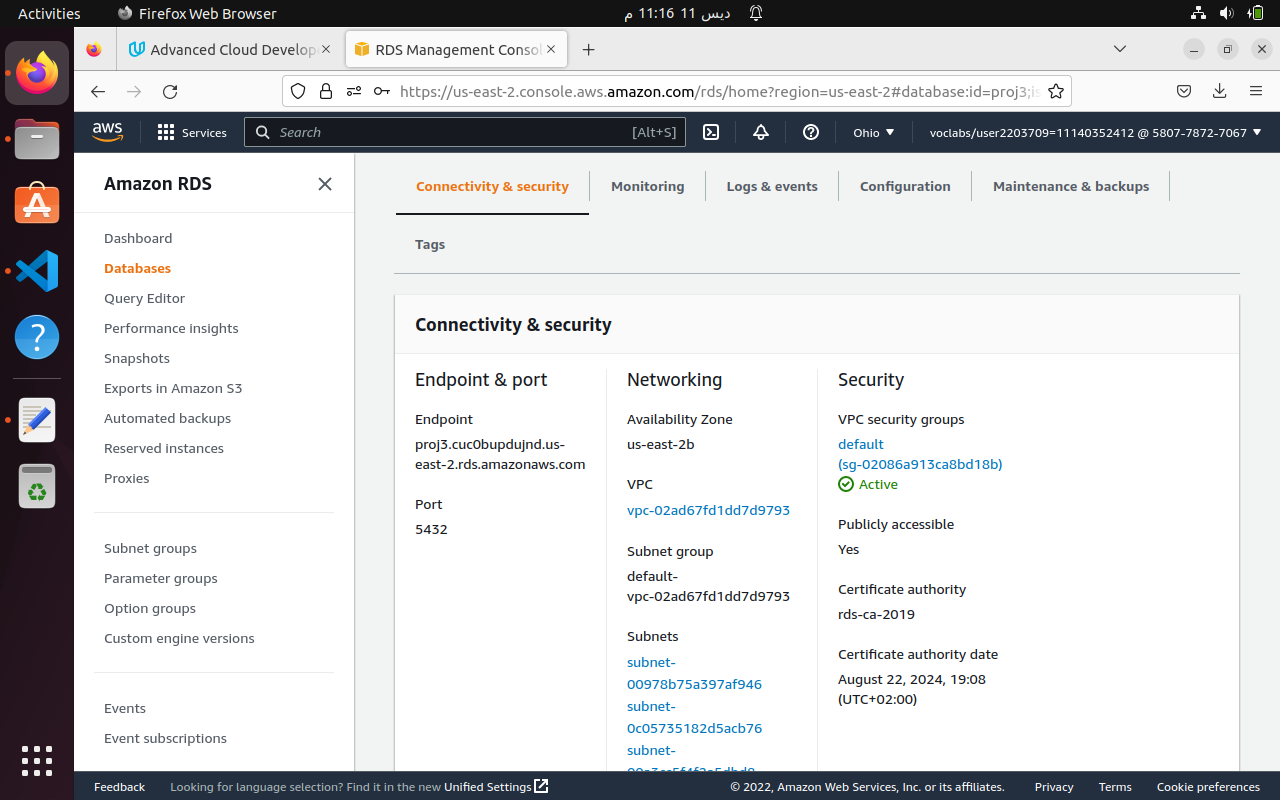 Activities
Firefox Web Browser
ديس 11 11:16 م
Advanced Cloud Develop
RDS Management Consol
https://us-east-2.console.aws.amazon.com/rds/home?region=us-east-2#database:id=proj3;is
aws
Services
Search
[Alt+S]
Ohio
voclabs/user2203709=11140352412 @ 5807-7872-7067
Amazon RDS
Dashboard
Databases
Query Editor
Performance insights
Snapshots
Exports in Amazon S3
Automated backups
Reserved instances
Proxies
Subnet groups
Parameter groups
Option groups
Custom engine versions
Events
Event subscriptions
Connectivity & security
Monitoring
Logs & events
Configuration
Maintenance & backups
Tags
Connectivity & security
Endpoint & port
Endpoint
proj3.cuc0bupdujnd.us-
east-2.rds.amazonaws.com
Port
5432
Networking
Availability Zone
us-east-2b
VPC
vpc-02ad67fd1dd7d9793
Subnet group
default-
vpc-02ad67fd1dd7d9793
Subnets
subnet-
00978b75a397af946
subnet-
0c05735182d5acb76
subnet-
Security
VPC security groups
default
(sg-02086a913ca8bd18b)
Active
Publicly accessible
Yes
Certificate authority
rds-ca-2019
Certificate authority date
August 22, 2024, 19:08
(UTC+02:00)
Feedback
Looking for language selection? Find it in the new Unified Settings
© 2022, Amazon Web Services, Inc. or its affiliates.
Privacy
Terms
Cookie preferences